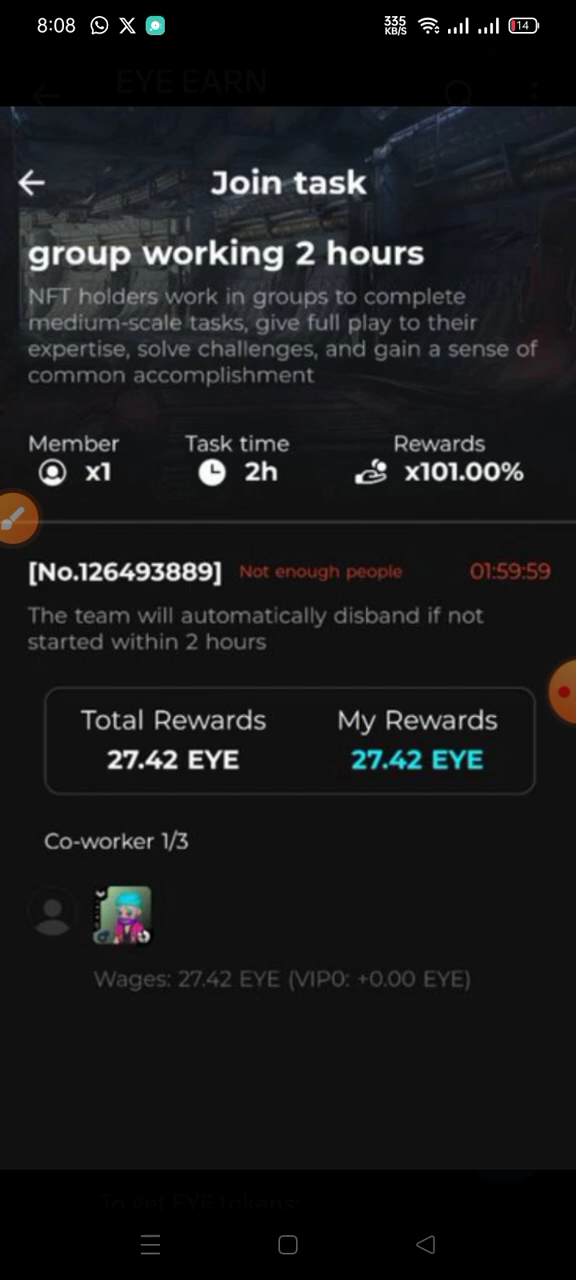 8:08
335
KB/S
14
EYE EARN
Join task
group working 2 hours
NFT holders work in groups to complete
medium-scale tasks, give full play to their
expertise, solve challenges, and gain a sense of
common accomplishment
Member Task time Rewards
x1 2h x101.00%
[No.126493889] Not enough people 01:59:59
The team will automatically disband if not
started within 2 hours
Total Rewards My Rewards
27.42 EYE 27.42 EYE
Co-worker 1/3
Wages: 27.42 EYE (VIP0: +0.00 EYE)
To get EYE tokens: